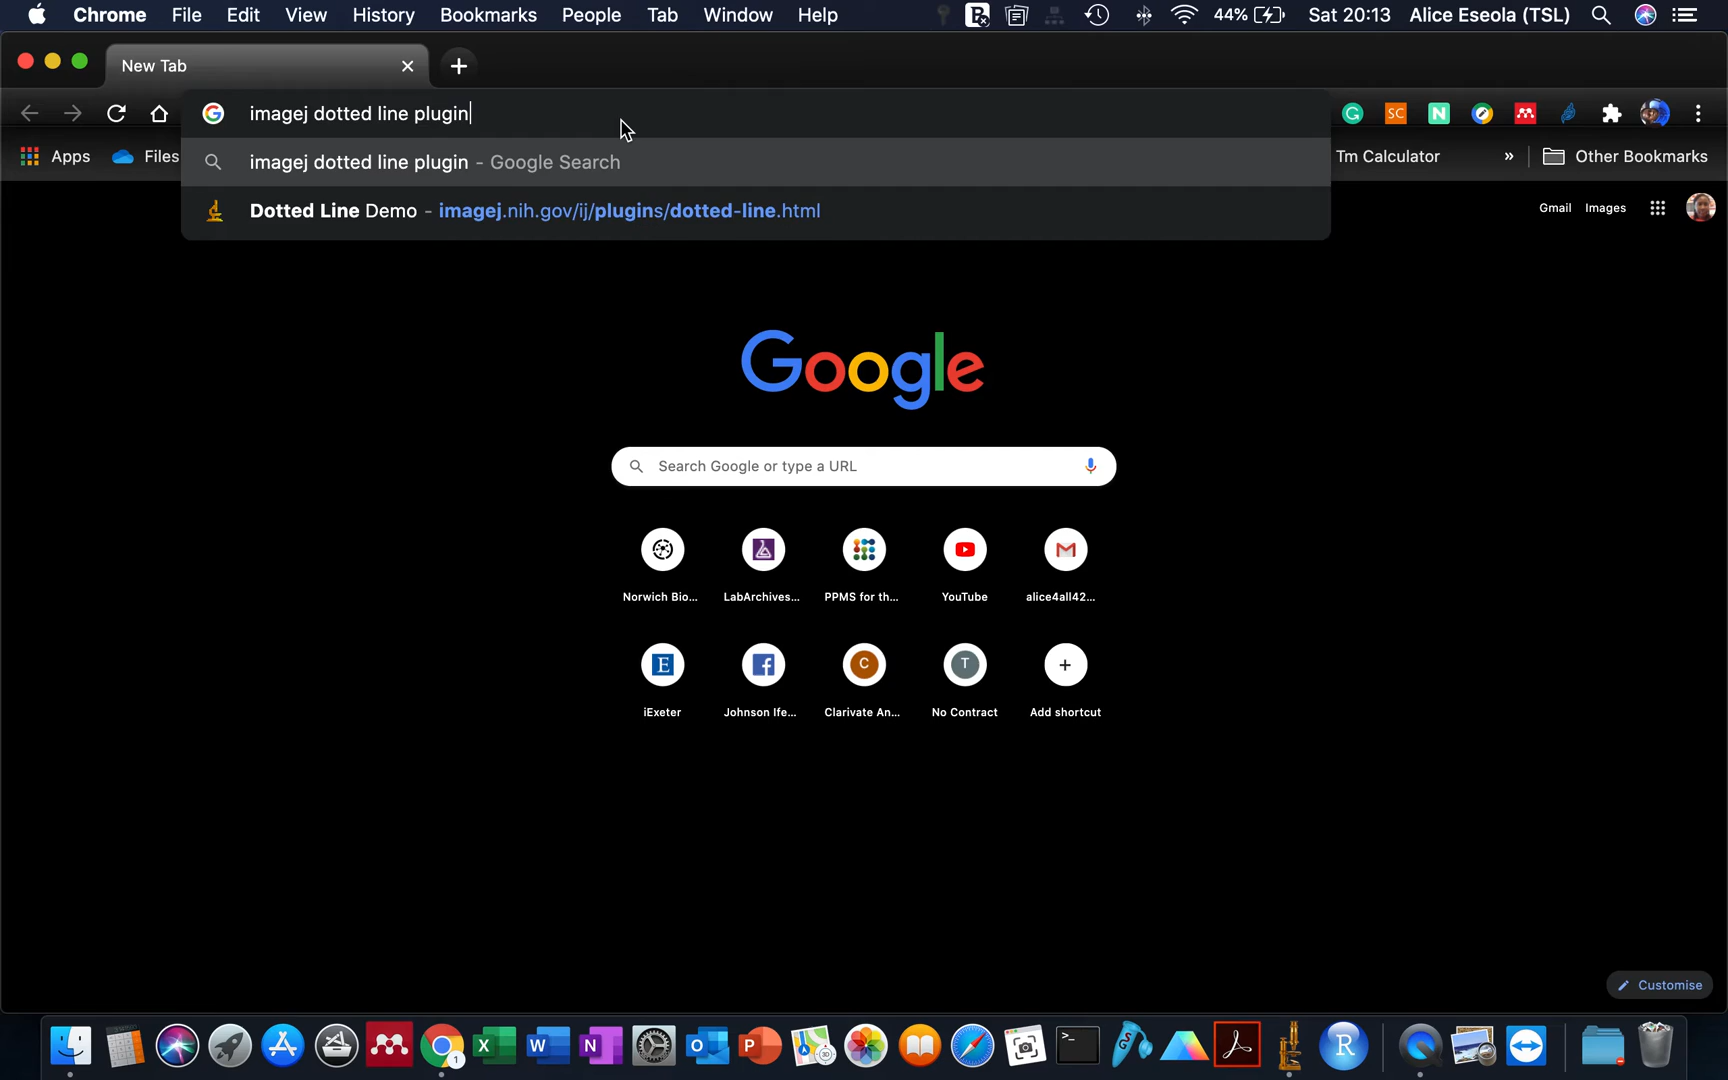 Chrome File Edit View History Bookmarks People Tab Window Help 44% Sat 20:13 Alice Eseola (TSL)
New Tab
imagej dotted line plugin
Apps Files Tm Calculator » Other Bookmarks
imagej dotted line plugin - Google Search
Dotted Line Demo - imagej.nih.gov/ij/plugins/dotted-line.html
Gmail Images
Google
Search Google or type a URL
Norwich Bio... LabArchives... PPMS for th... YouTube alice4all42...
iExeter Johnson Ife... Clarivate An... No Contract Add shortcut
Customise